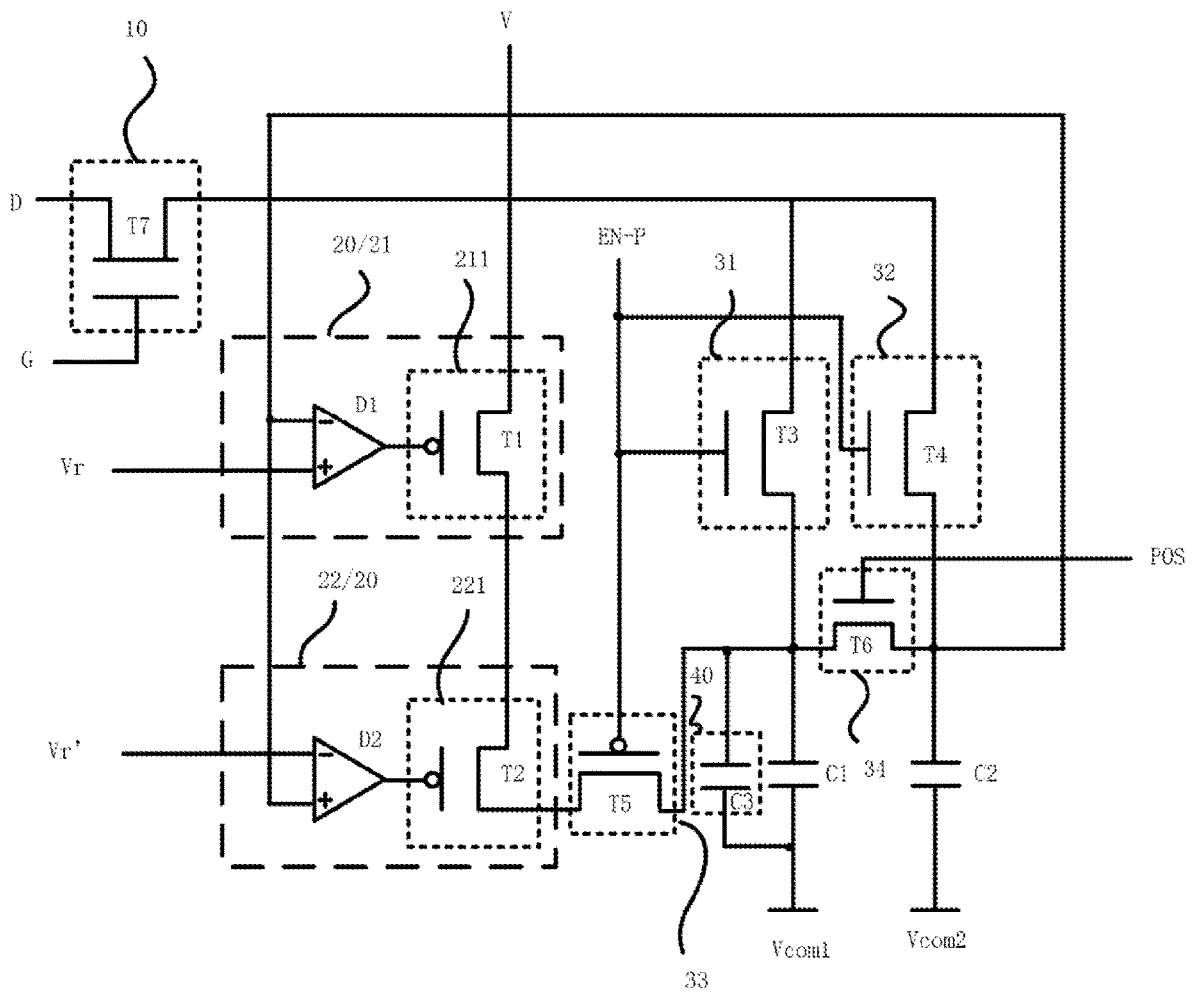 10
V
D
T7
EN-P
20/21
211
31
32
G
D1
T1
T3
T4
Vr
-
+
22/20
221
POS
T6
40
Vr'
D2
-
+
T2
T5
C3
C1
34
C2
Vcom1
Vcom2
33